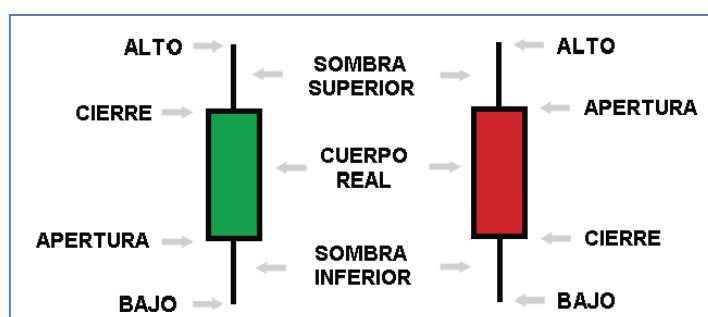 ALTO
SOMBRA
SUPERIOR
ALTO
CIERRE
APERTURA
CUERPO
REAL
APERTURA
SOMBRA
INFERIOR
CIERRE
BAJO
BAJO